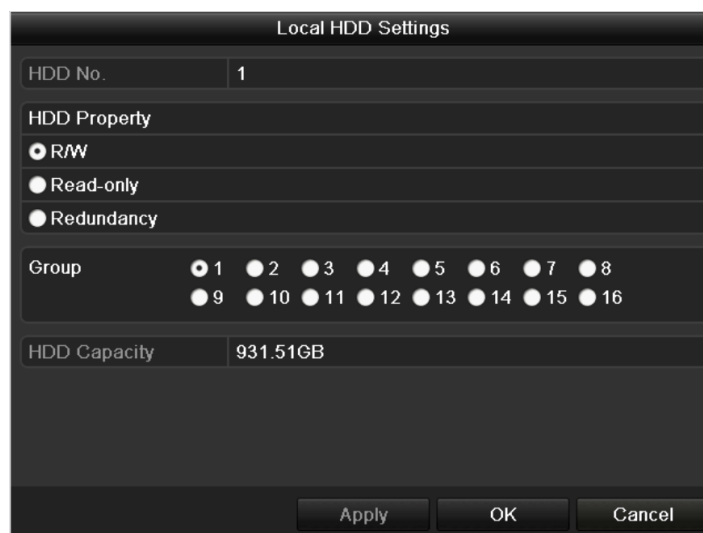 Local HDD Settings
HDD No. 1
HDD Property
R/W
Read-only
Redundancy
Group 1 2 3 4 5 6 7 8
9 10 11 12 13 14 15 16
HDD Capacity 931.51GB
Apply OK Cancel